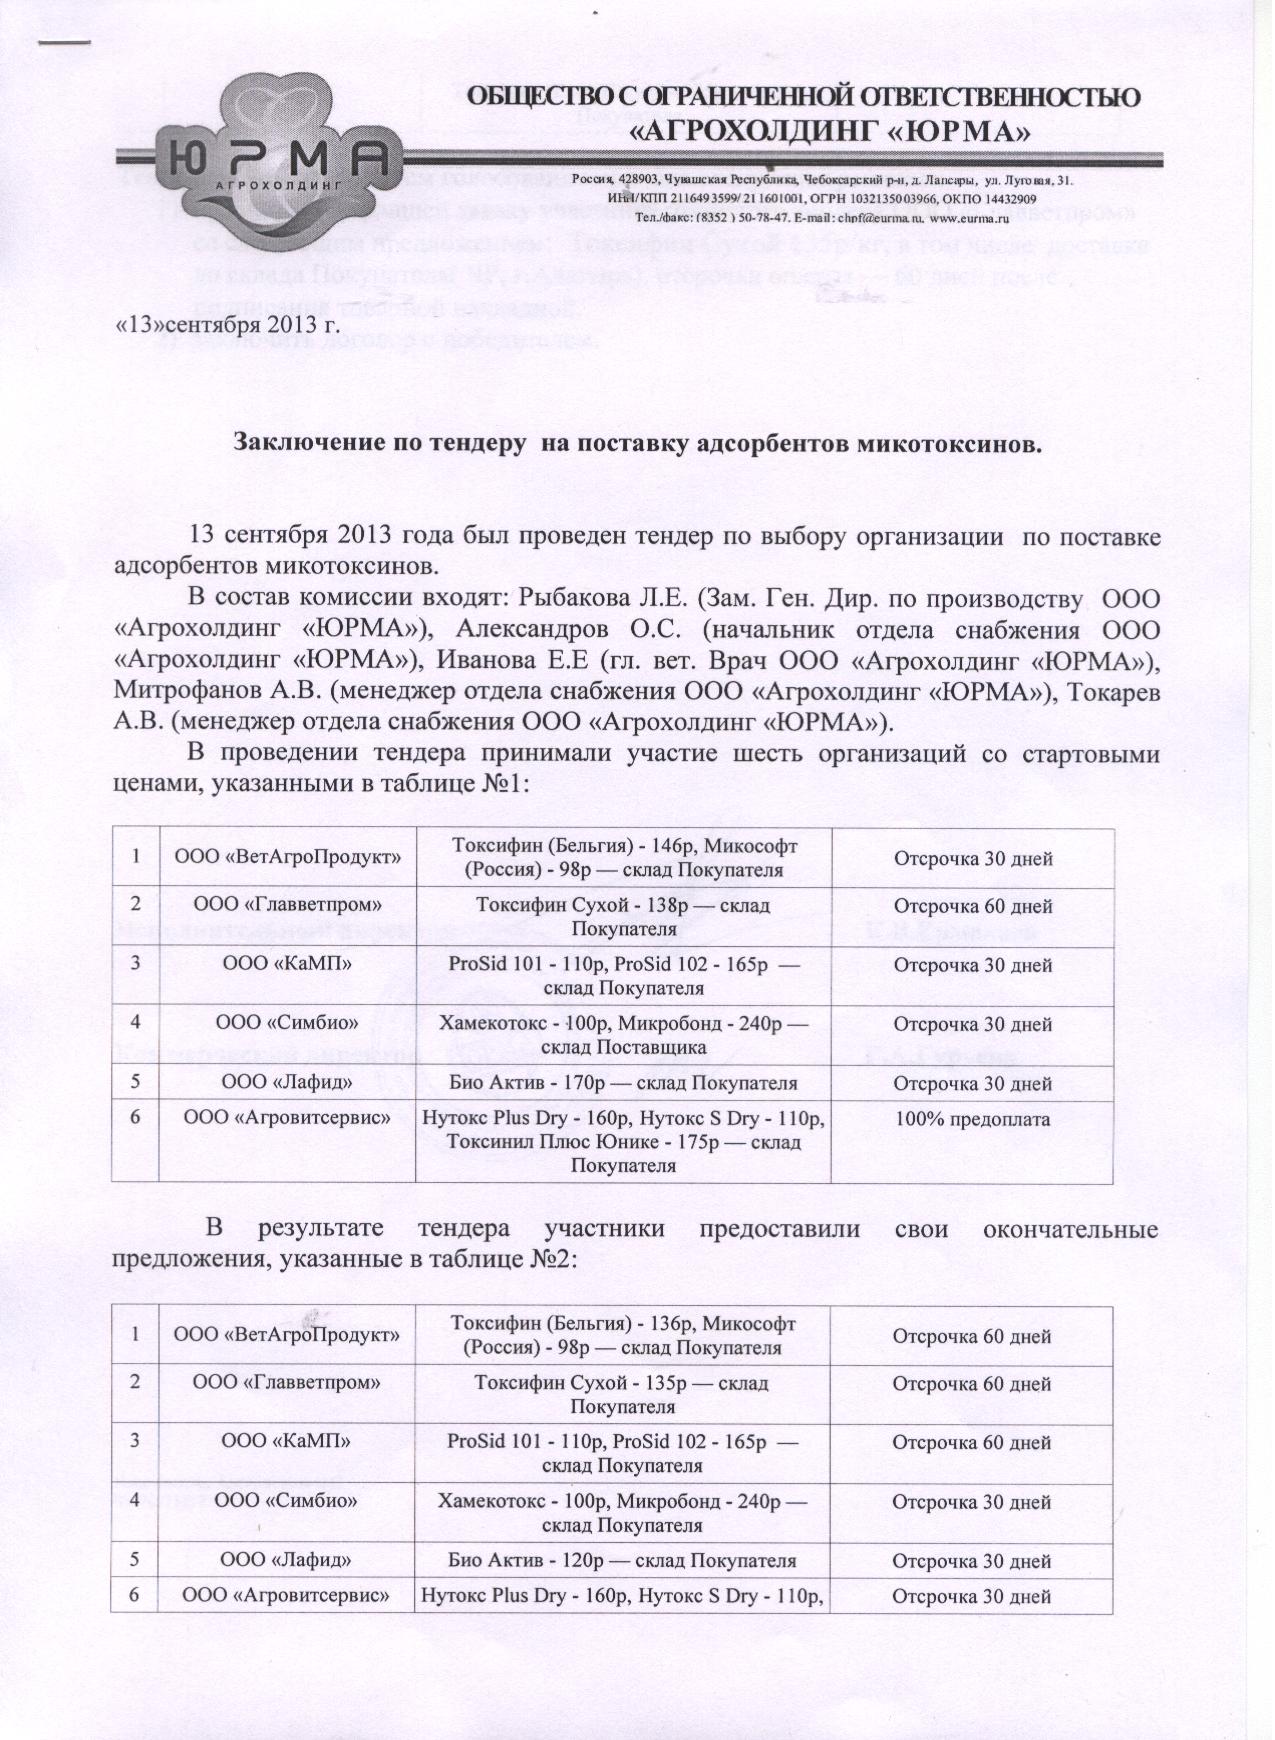 ЮРМА
АГРОХОЛДИНГ
ОБЩЕСТВО С ОГРАНИЧЕННОЙ ОТВЕТСТВЕННОСТЬЮ
«АГРОХОЛДИНГ «ЮРМА»
Россия, 428903, Чувашская Республика, Чебоксарский р-н, д. Лапсары, ул. Луговая, 31.
ИНН/КПП 2116493599/211601001, ОГРН 1032135003966, ОКПО 14432909
Тел./факс: (8352 ) 50-78-47. E-mail: chpf@eurma.ru. www.eurma.ru
«13»сентября 2013 г.
Заключение по тендеру на поставку адсорбентов микотоксинов.
13 сентября 2013 года был проведен тендер по выбору организации по поставке
адсорбентов микотоксинов.
В состав комиссии входят: Рыбакова Л.Е. (Зам. Ген. Дир. по производству ООО
«Агрохолдинг «ЮРМА»), Александров О.С. (начальник отдела снабжения ООО
«Агрохолдинг «ЮРМА»), Иванова Е.Е (гл. вет. Врач ООО «Агрохолдинг «ЮРМА»),
Митрофанов А.В. (менеджер отдела снабжения ООО «Агрохолдинг «ЮРМА»), Токарев
А.В. (менеджер отдела снабжения ООО «Агрохолдинг «ЮРМА»).
В проведении тендера принимали участие шесть организаций со стартовыми
ценами, указанными в таблице №1:
1 ООО «ВетАгроПродукт» Токсифин (Бельгия) - 146р, Микософт Отсрочка 30 дней
(Россия) - 98р — склад Покупателя
2 ООО «Главветпром» Токсифин Сухой - 138р — склад Отсрочка 60 дней
Покупателя
3 ООО «КаМП» ProSid 101 - 110р, ProSid 102 - 165р — Отсрочка 30 дней
склад Покупателя
4 ООО «Симбио» Хамекотокс - 100р, Микробонд - 240р — Отсрочка 30 дней
склад Поставщика
5 ООО «Лафид» Био Актив - 170р — склад Покупателя Отсрочка 30 дней
6 ООО «Агровитсервис» Нутокс Plus Dry - 160р, Нутокс S Dry - 110р, 100% предоплата
Токсинил Плюс Юнике - 175р — склад
Покупателя
В результате тендера участники предоставили свои окончательные
предложения, указанные в таблице №2:
1 ООО «ВетАгроПродукт» Токсифин (Бельгия) - 136р, Микософт Отсрочка 60 дней
(Россия) - 98р — склад Покупателя
2 ООО «Главветпром» Токсифин Сухой - 135р — склад Отсрочка 60 дней
Покупателя
3 ООО «КаМП» ProSid 101 - 110р, ProSid 102 - 165р — Отсрочка 60 дней
склад Покупателя
4 ООО «Симбио» Хамекотокс - 100р, Микробонд - 240р — Отсрочка 30 дней
склад Покупателя
5 ООО «Лафид» Био Актив - 120р — склад Покупателя Отсрочка 30 дней
6 ООО «Агровитсервис» Нутокс Plus Dry - 160р, Нутокс S Dry - 110р, Отсрочка 30 дней